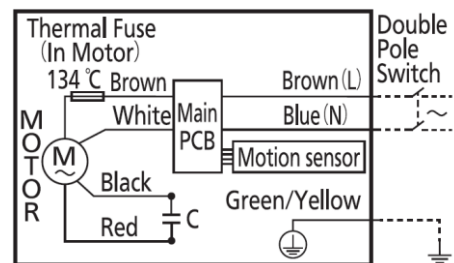 Thermal Fuse
(In Motor)
134 ℃ Brown
Brown(L)
Double
Pole
Switch
White
Main
PCB
Blue(N)
MOTOR
M
~
~
Motion sensor
Black
Green/Yellow
Red
C